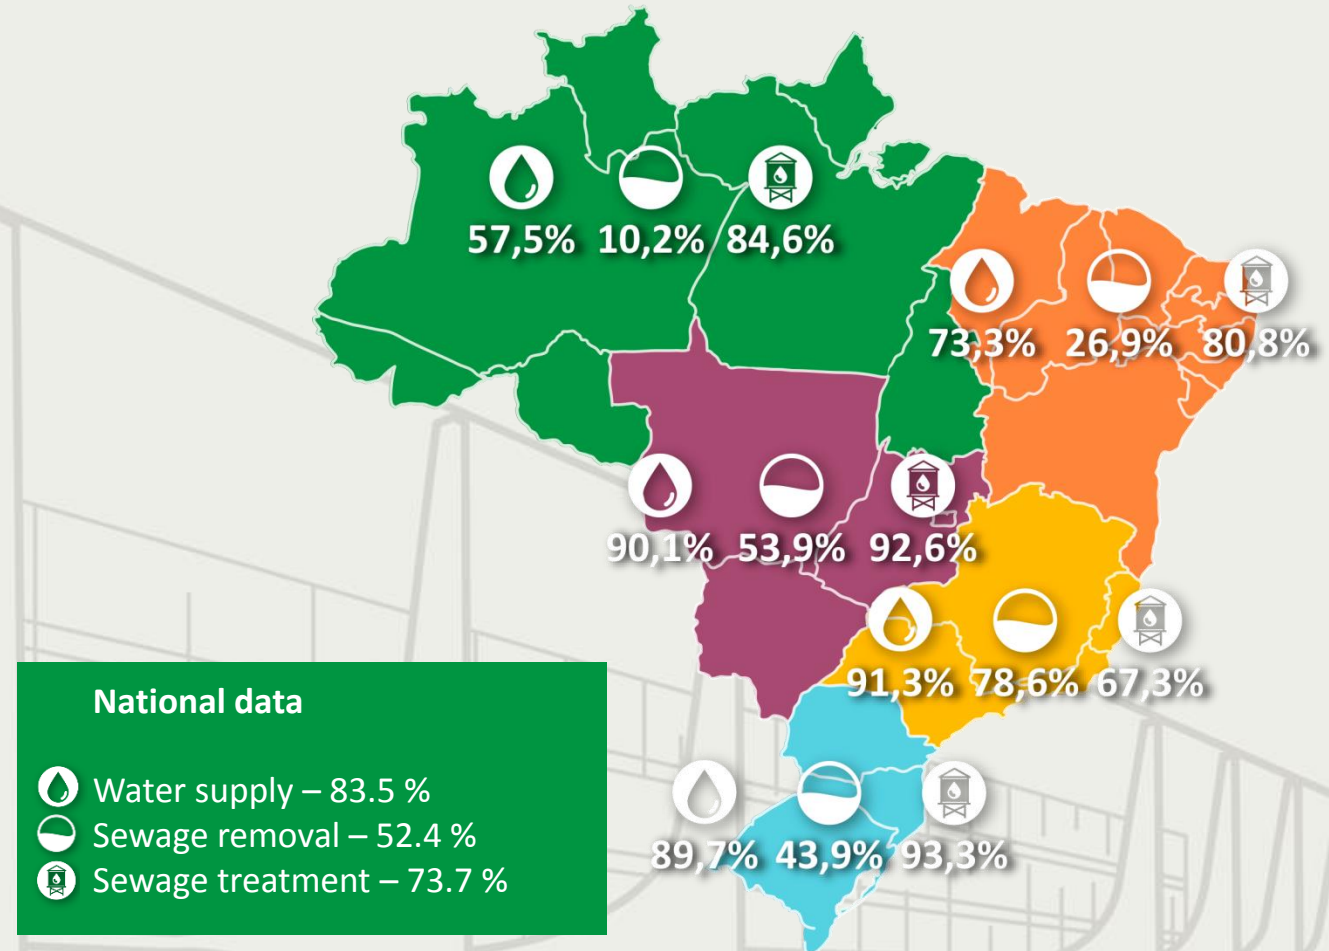 57,5% 10,2% 84,6%
73,3% 26,9% 80,8%
90,1% 53,9% 92,6%
91,3% 78,6% 67,3%
89,7% 43,9% 93,3%
National data
Water supply – 83.5 %
Sewage removal – 52.4 %
Sewage treatment – 73.7 %